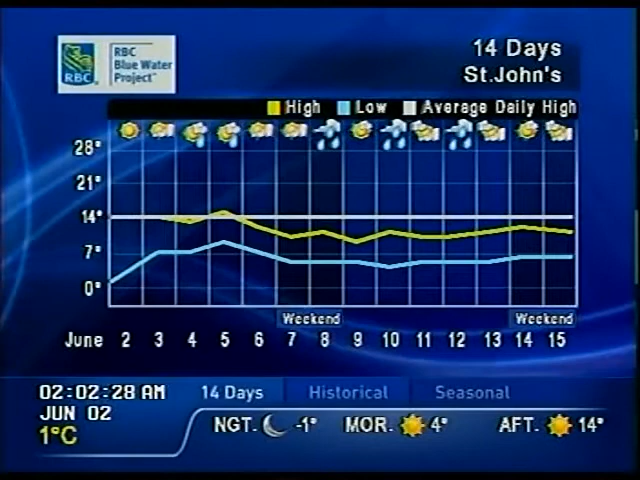 RBC
RBC
Blue Water
Project™
14 Days
St.John's
High Low Average Daily High
28°
21°
14°
7°
0°
Weekend Weekend
June 2 3 4 5 6 7 8 9 10 11 12 13 14 15
02:02:28 AM
JUN 02
1°C
14 Days Historical Seasonal
NGT. -1° MOR. 4° AFT. 14°